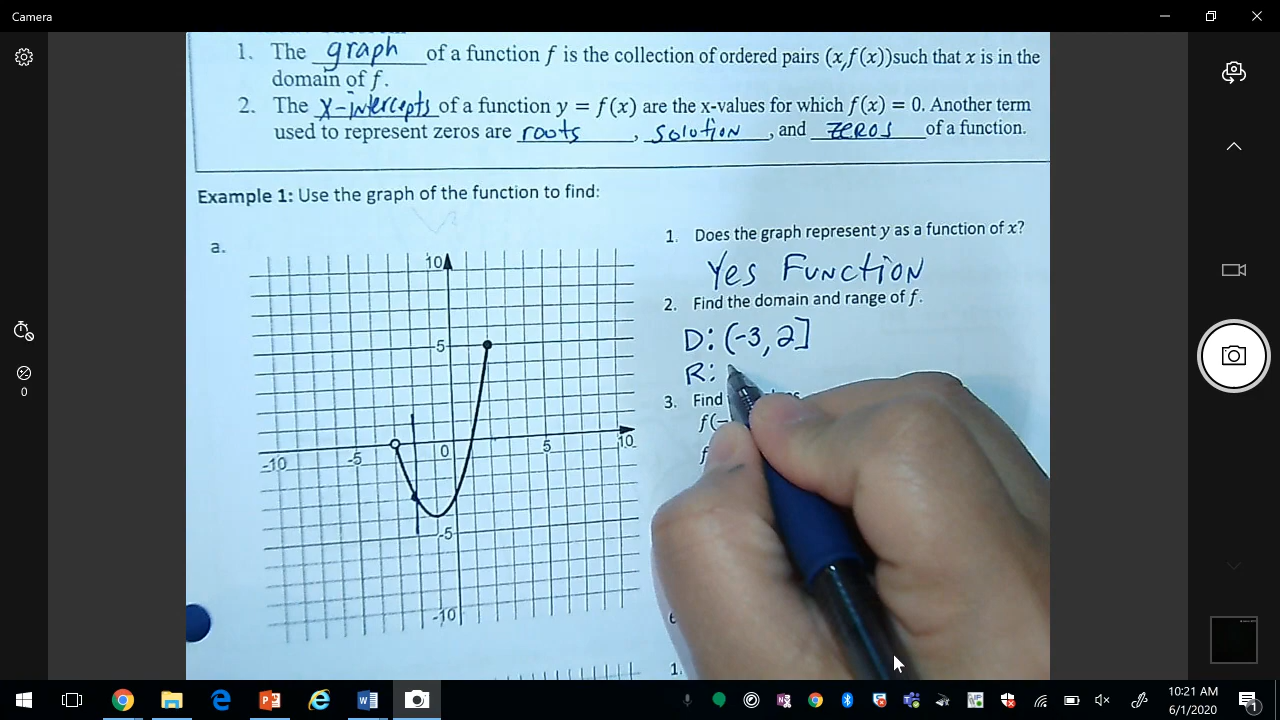 Camera
1. The graph of a function f is the collection of ordered pairs (x, f(x)) such that x is in the
domain of f.
2. The x-intercepts of a function y = f(x) are the x-values for which f(x) = 0. Another term
used to represent zeros are roots, solution, and zeros of a function.
Example 1: Use the graph of the function to find:
a.
10
5
-10
-5
0
5
10
-5
-10
1. Does the graph represent y as a function of x?
Yes Function
2. Find the domain and range of f.
D: (-3, 2]
R:
3. Find
f(-
f
1.
0
10:21 AM
6/1/2020
1